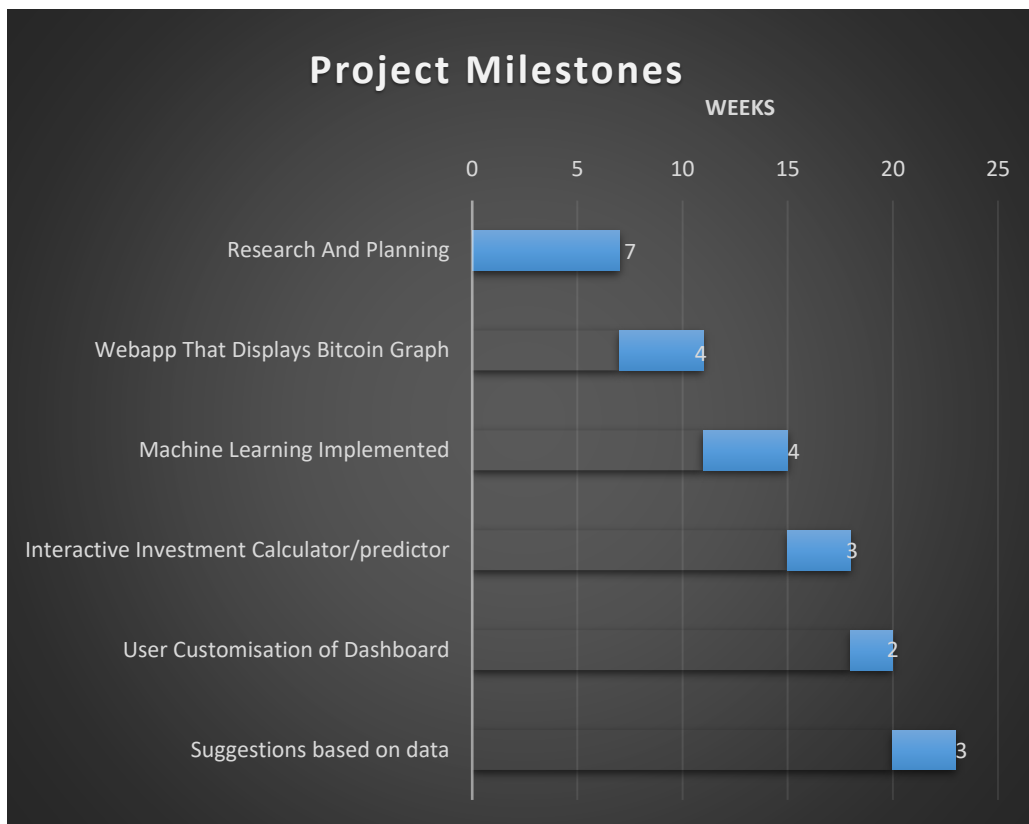 Project Milestones
WEEKS
0 5 10 15 20 25
Research And Planning 7
Webapp That Displays Bitcoin Graph 4
Machine Learning Implemented 4
Interactive Investment Calculator/predictor 3
User Customisation of Dashboard 2
Suggestions based on data 3